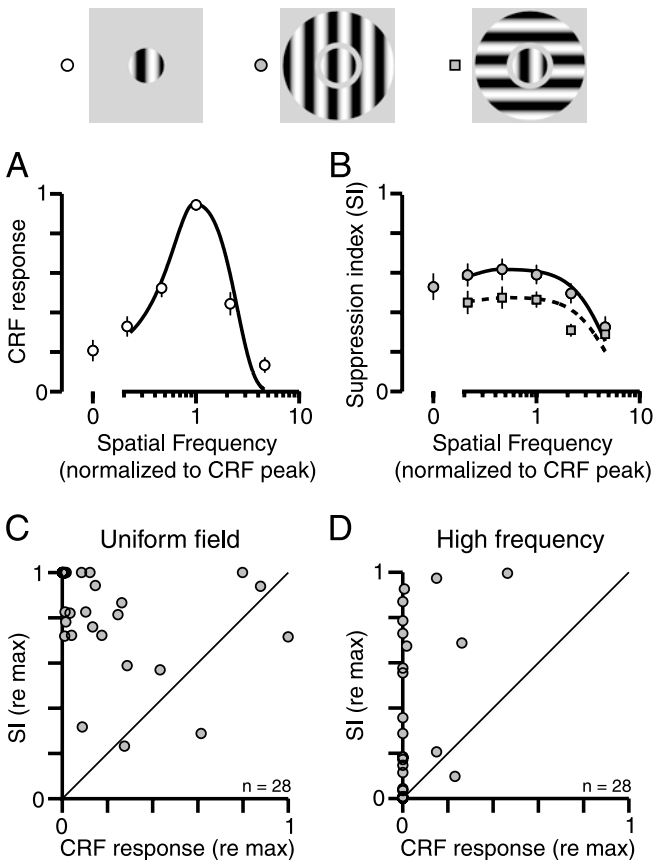 A
B
1
CRF response
0
0
1
10
Spatial Frequency
(normalized to CRF peak)
1
Suppression index (SI)
0
0
1
10
Spatial Frequency
(normalized to CRF peak)
C
Uniform field
1
SI (re max)
0
n = 28
0
1
CRF response (re max)
D
High frequency
1
SI (re max)
0
n = 28
0
1
CRF response (re max)